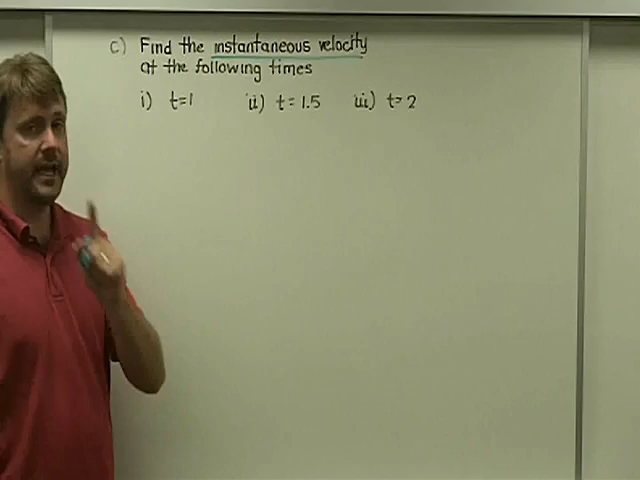 c) Find the instantaneous velocity
at the following times
i) t=1 ii) t=1.5 iii) t=2